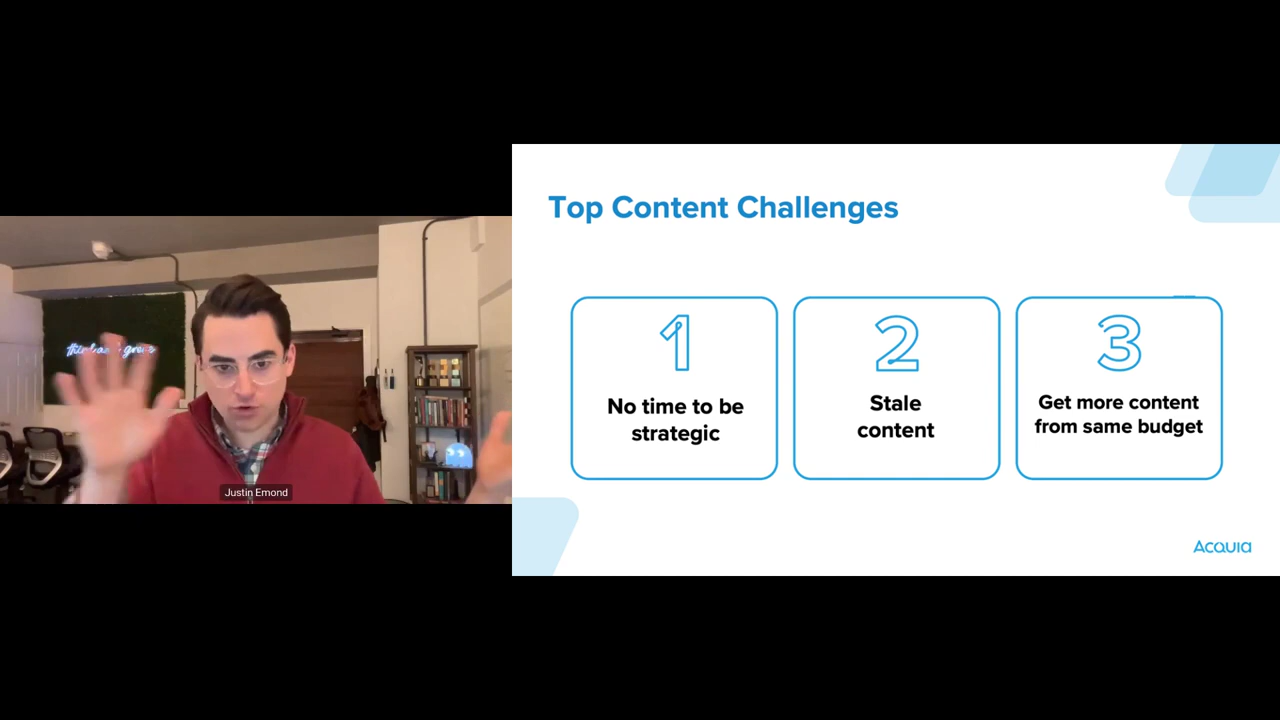 Justin Emond
Top Content Challenges
1
No time to be
strategic
2
Stale
content
3
Get more content
from same budget
Acquia